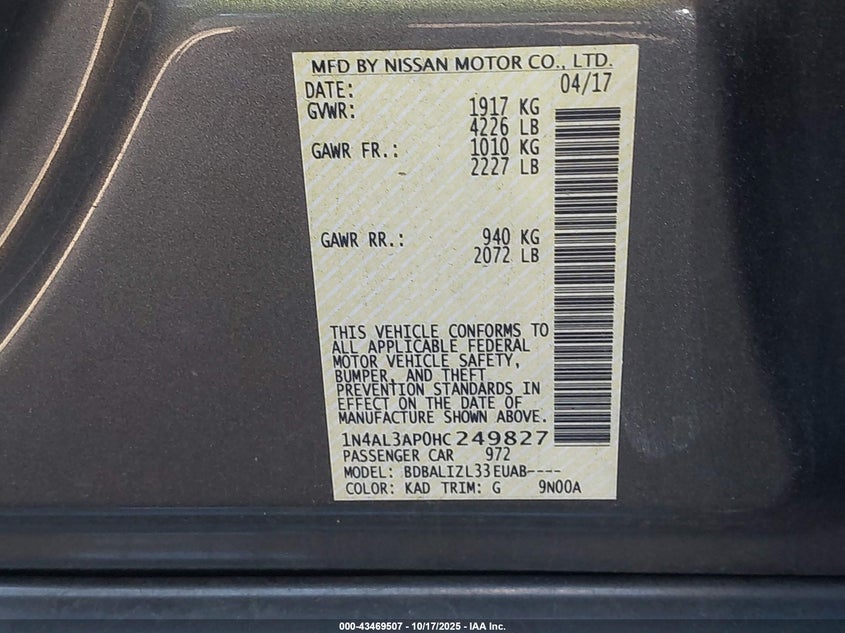 MFD BY NISSAN MOTOR CO., LTD.
DATE: 04/17
GVWR: 1917 KG
4226 LB
GAWR FR.: 1010 KG
2227 LB
GAWR RR.: 940 KG
2072 LB
THIS VEHICLE CONFORMS TO
ALL APPLICABLE FEDERAL
MOTOR VEHICLE SAFETY,
BUMPER, AND THEFT
PREVENTION STANDARDS IN
EFFECT ON THE DATE OF
MANUFACTURE SHOWN ABOVE.
1N4AL3AP0HC249827
PASSENGER CAR 972
MODEL: BDBALIZL33EUAB----
COLOR: KAD TRIM: G 9N00A
000-43469507 - 10/17/2025 - IAA Inc.